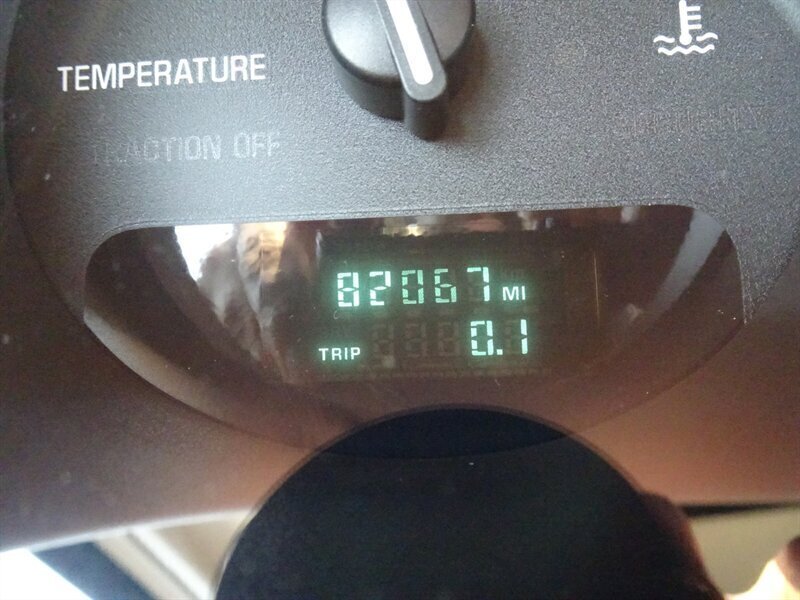 TEMPERATURE
TRACTION OFF
82067 MI
TRIP 0.1